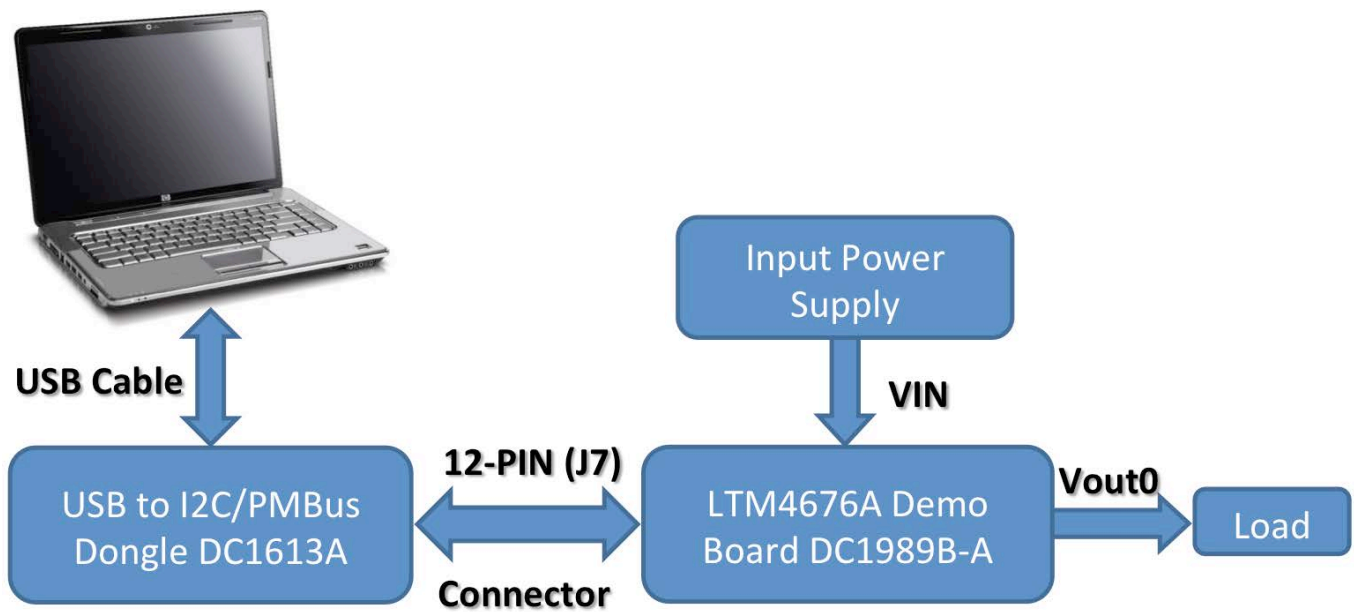 Input Power
Supply
USB Cable
VIN
12-PIN (J7)
Vout0
USB to I2C/PMBus
Dongle DC1613A
LTM4676A Demo
Board DC1989B-A
Load
Connector